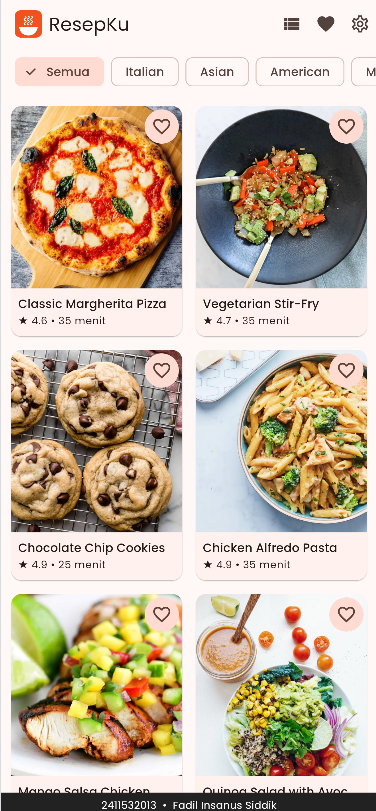 ResepKu
Semua
Italian
Asian
American
M
Classic Margherita Pizza
★ 4.6 • 35 menit
Vegetarian Stir-Fry
★ 4.7 • 35 menit
Chocolate Chip Cookies
★ 4.9 • 25 menit
Chicken Alfredo Pasta
★ 4.9 • 35 menit
Mango Salsa Chicken
Quinoa Salad with Avoc
2411532013 • Fadil Insanus Siddik